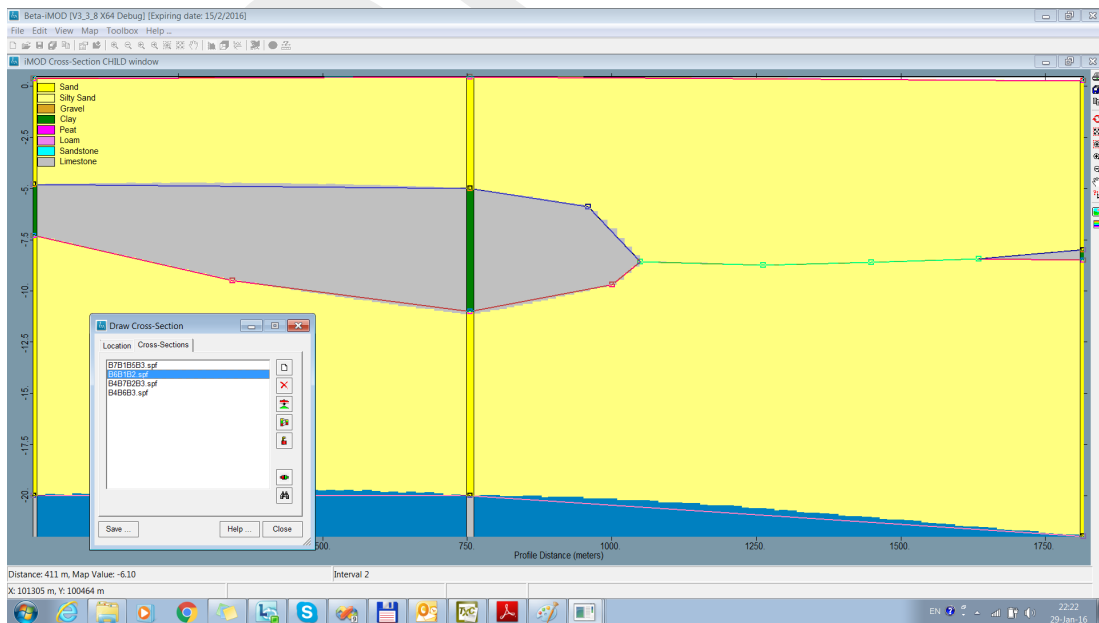 Beta-iMOD [V3_3_8 X64 Debug] [Expiring date: 15/2/2016]
File Edit View Map Toolbox Help ..
iMOD Cross-Section CHILD window
Sand
Silty Sand
Gravel
Clay
Peat
Loam
Sandstone
Limestone
0.
-2.5
-5.
-7.5
-10.
-12.5
-15.
-17.5
-20.
Draw Cross-Section
Location Cross-Sections
B7B1B5B3.spf
B6B1B2.spf
B4B7B2B3.spf
B4B6B3.spf
Save ... Help ... Close
500. 750. 1000. 1250. 1500. 1750.
Profile Distance (meters)
Distance: 411 m, Map Value: -6.10 Interval 2
X: 101305 m, Y: 100464 m
EN 22:22
29-Jan-16